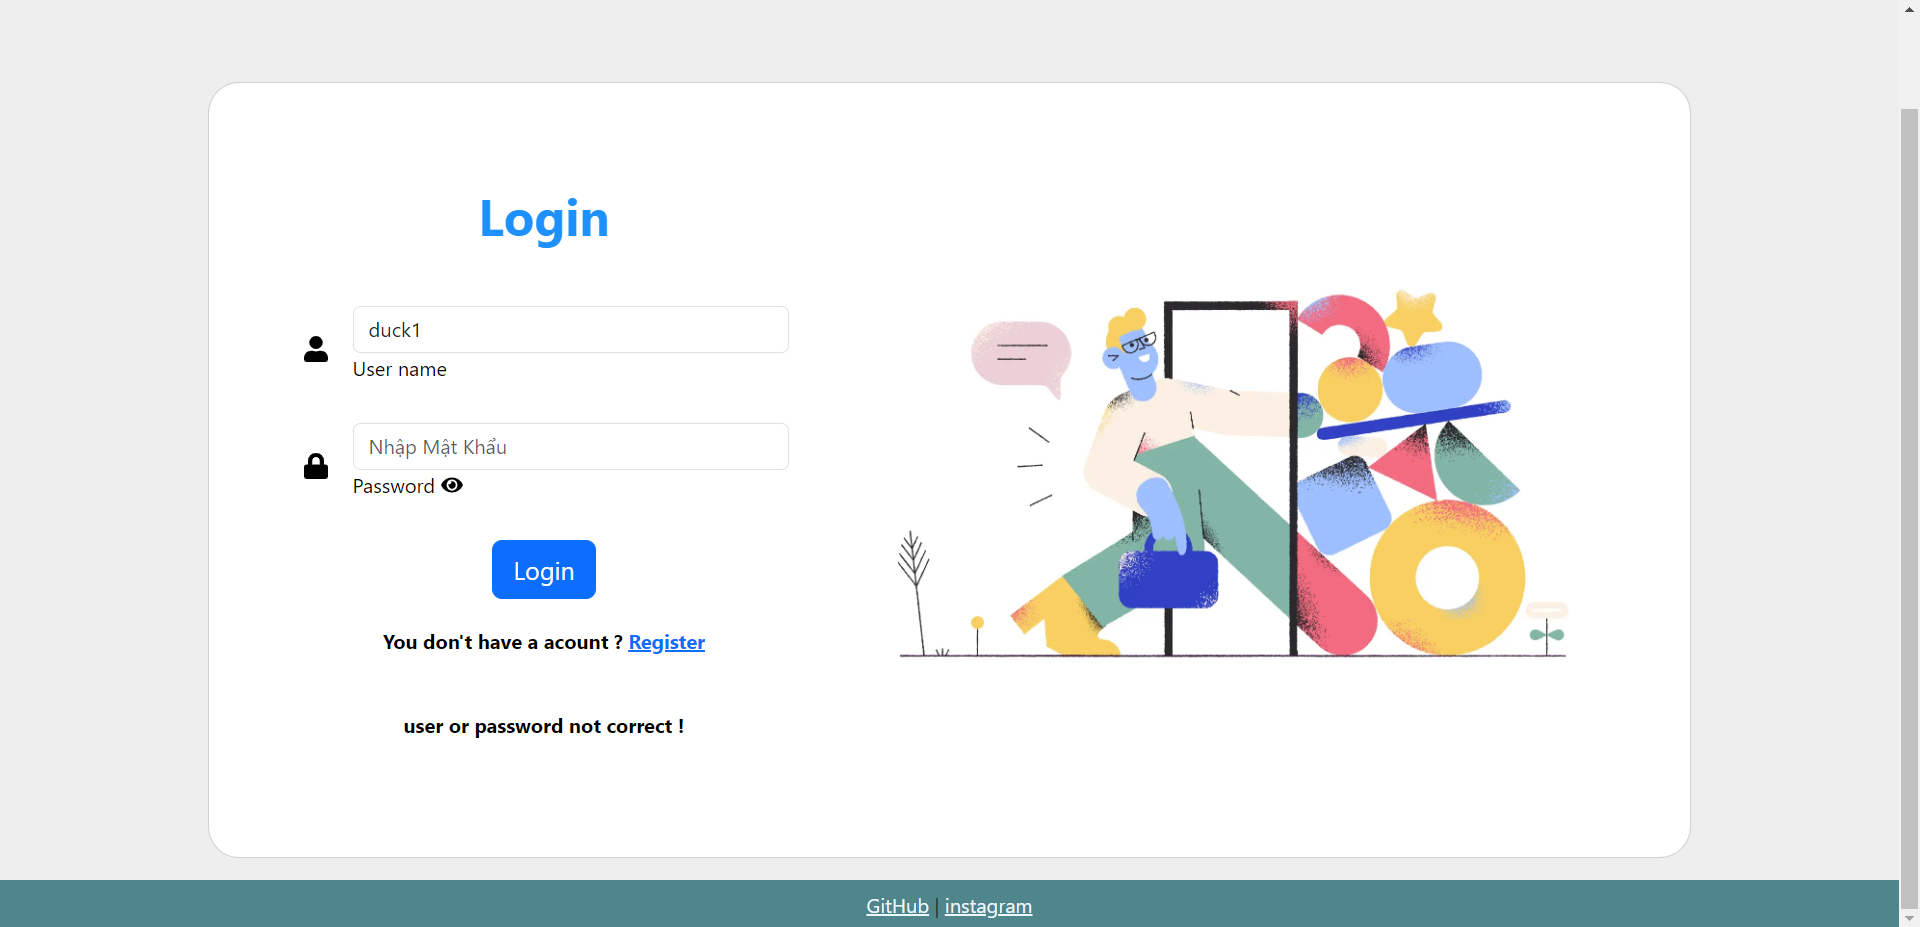 Login
duck1
User name
Nhập Mật Khẩu
Password
Login
You don't have a acount ? Register
user or password not correct !
GitHub | instagram